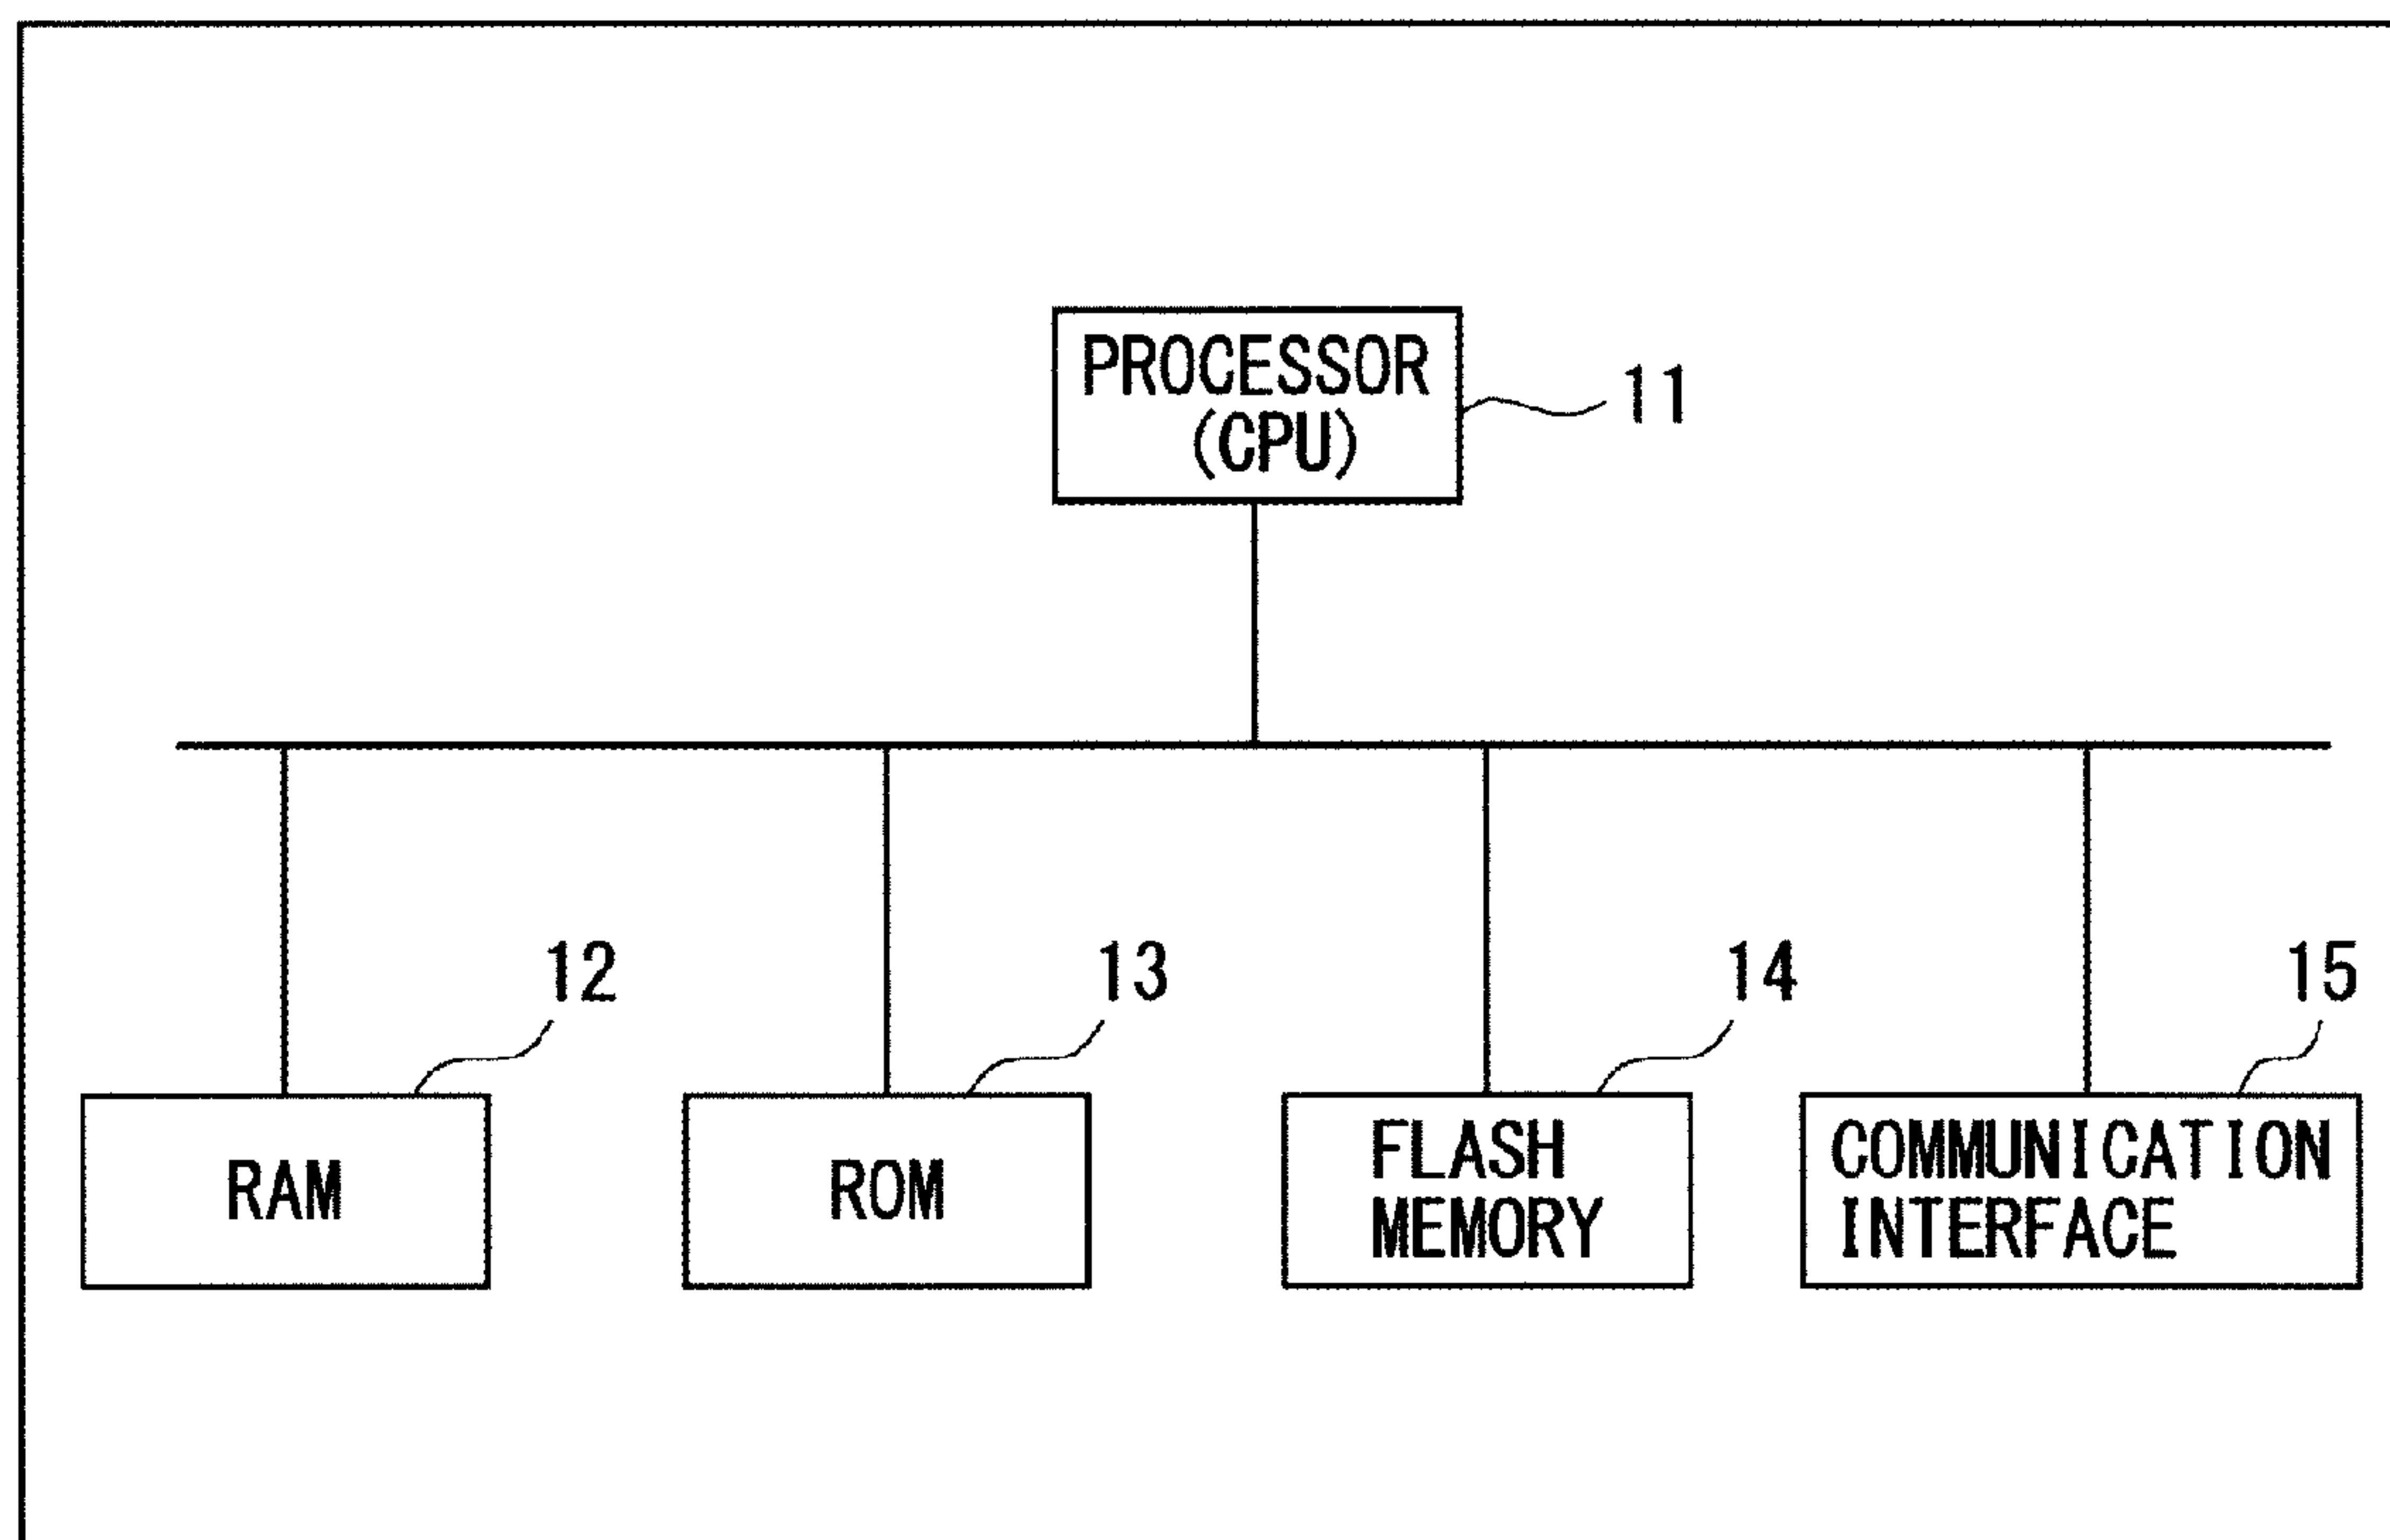 PROCESSOR
(CPU)
11
12
13
14
15
RAM
ROM
FLASH
MEMORY
COMMUNICATION
INTERFACE